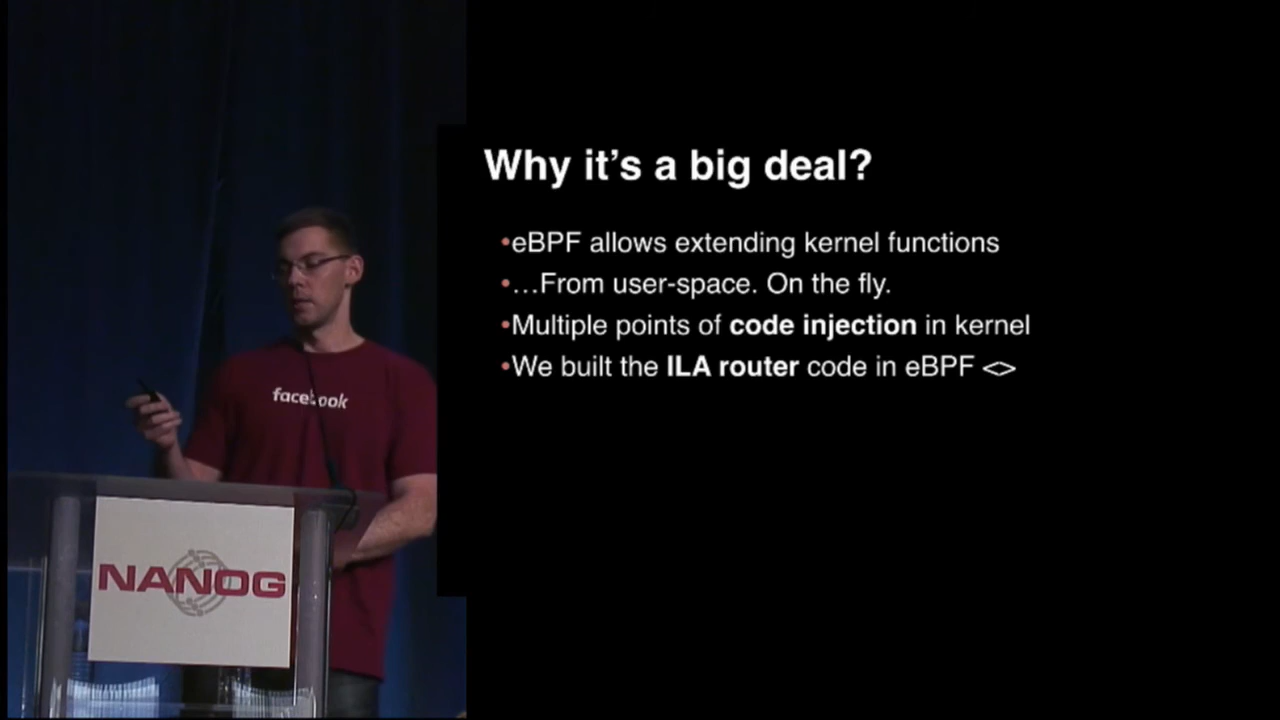 Why it's a big deal?
•eBPF allows extending kernel functions
•…From user-space. On the fly.
•Multiple points of code injection in kernel
•We built the ILA router code in eBPF <>
facebook
NANOG